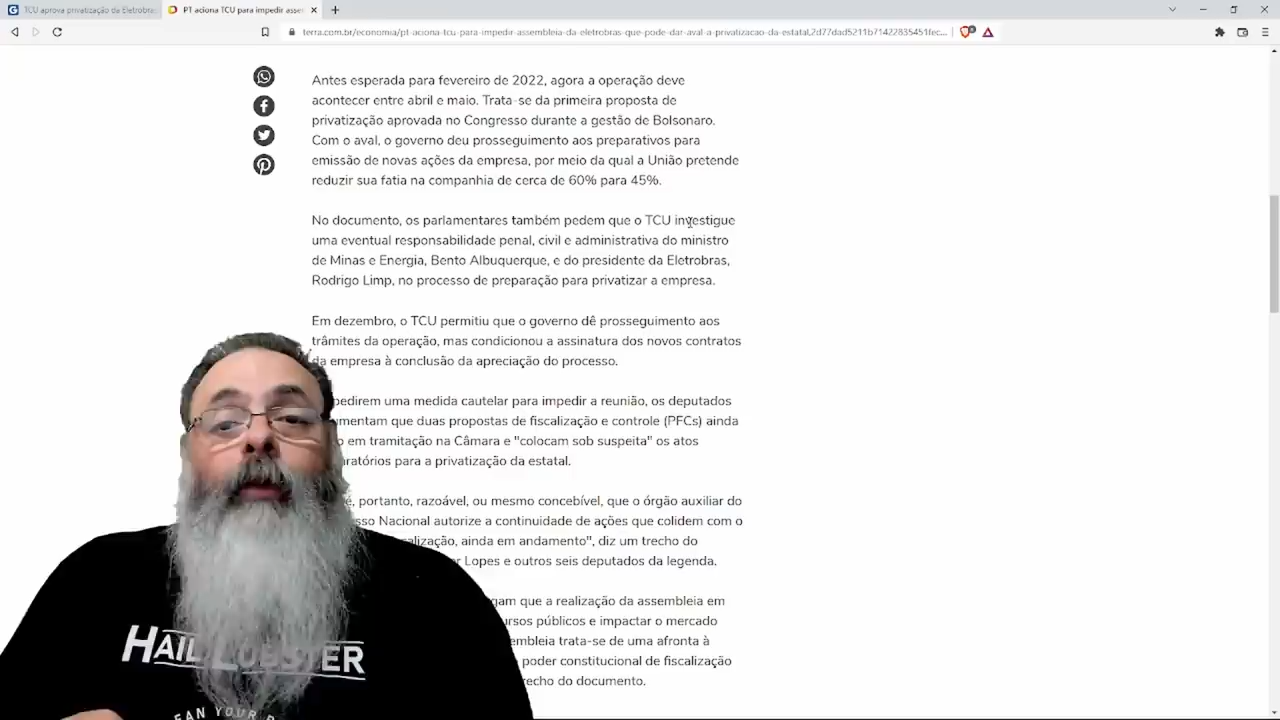 TCU aprova privatização da Eletrobras
PT aciona TCU para impedir assem
terra.com.br/economia/pt-aciona-tcu-para-impedir-assembleia-da-eletrobras-que-pode-dar-aval-a-privatizacao-da-estatal,2d77dad5211b71422835451fec...
Antes esperada para fevereiro de 2022, agora a operação deve
acontecer entre abril e maio. Trata-se da primeira proposta de
privatização aprovada no Congresso durante a gestão de Bolsonaro.
Com o aval, o governo deu prosseguimento aos preparativos para
emissão de novas ações da empresa, por meio da qual a União pretende
reduzir sua fatia na companhia de cerca de 60% para 45%.
No documento, os parlamentares também pedem que o TCU investigue
uma eventual responsabilidade penal, civil e administrativa do ministro
de Minas e Energia, Bento Albuquerque, e do presidente da Eletrobras,
Rodrigo Limp, no processo de preparação para privatizar a empresa.
Em dezembro, o TCU permitiu que o governo dê prosseguimento aos
trâmites da operação, mas condicionou a assinatura dos novos contratos
da empresa à conclusão da apreciação do processo.
pedirem uma medida cautelar para impedir a reunião, os deputados
umentam que duas propostas de fiscalização e controle (PFCs) ainda
o em tramitação na Câmara e "colocam sob suspeita" os atos
aratórios para a privatização da estatal.
é, portanto, razoável, ou mesmo concebível, que o órgão auxiliar do
sso Nacional autorize a continuidade de ações que colidem com o
calização, ainda em andamento", diz um trecho do
or Lopes e outros seis deputados da legenda.
gam que a realização da assembleia em
ursos públicos e impactar o mercado
embleia trata-se de uma afronta à
poder constitucional de fiscalização
recho do documento.
HAIL LOBSTER
EAN YOUR